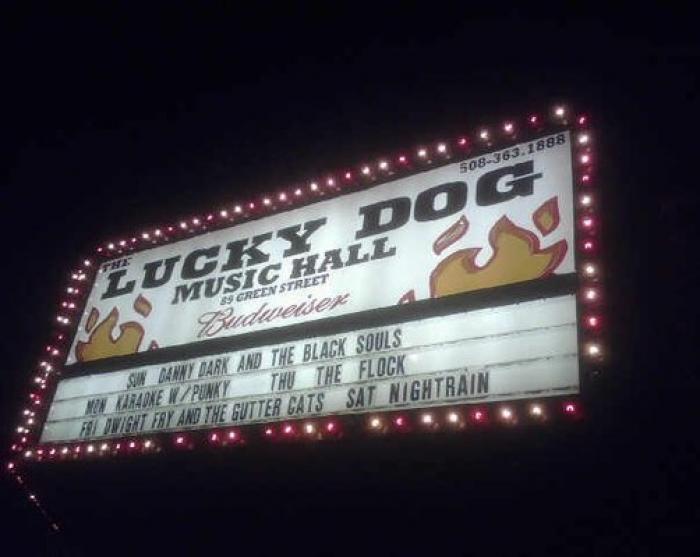 508-363.1888
THE
LUCKY DOG
MUSIC HALL
89 GREEN STREET
Budweiser
SUN DANNY DARK AND THE BLACK SOULS
MON KARAOKE W/PUNKY THU THE FLOCK
FRI DWIGHT FRY AND THE GUTTER CATS SAT NIGHTRAIN